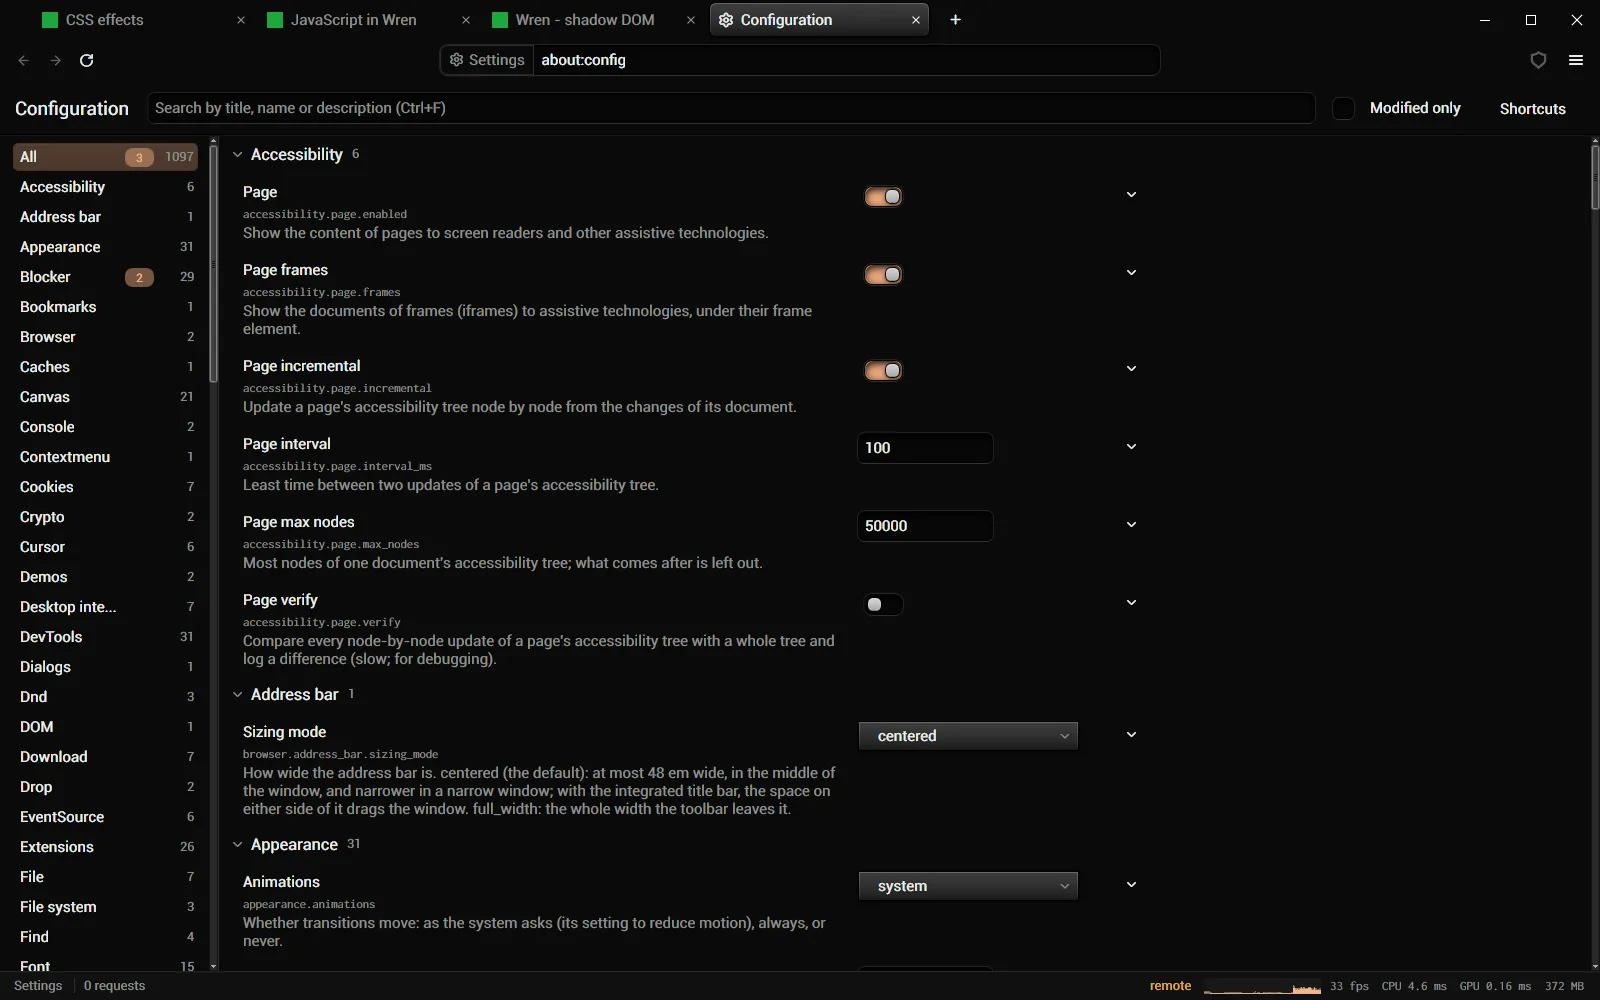 CSS effects
JavaScript in Wren
Wren - shadow DOM
Configuration
Settings
about:config
Configuration
Search by title, name or description (Ctrl+F)
Modified only
Shortcuts
All 3 1097
Accessibility 6
Address bar 1
Appearance 31
Blocker 2 29
Bookmarks 1
Browser 2
Caches 1
Canvas 21
Console 2
Contextmenu 1
Cookies 7
Crypto 2
Cursor 6
Demos 2
Desktop inte... 7
DevTools 31
Dialogs 1
Dnd 3
DOM 1
Download 7
Drop 2
EventSource 6
Extensions 26
File 7
File system 3
Find 4
Font 15
Accessibility 6
Page
accessibility.page.enabled
Show the content of pages to screen readers and other assistive technologies.
Page frames
accessibility.page.frames
Show the documents of frames (iframes) to assistive technologies, under their frame
element.
Page incremental
accessibility.page.incremental
Update a page's accessibility tree node by node from the changes of its document.
Page interval
100
accessibility.page.interval_ms
Least time between two updates of a page's accessibility tree.
Page max nodes
50000
accessibility.page.max_nodes
Most nodes of one document's accessibility tree; what comes after is left out.
Page verify
accessibility.page.verify
Compare every node-by-node update of a page's accessibility tree with a whole tree and
log a difference (slow; for debugging).
Address bar 1
Sizing mode
centered
browser.address_bar.sizing_mode
How wide the address bar is. centered (the default): at most 48 em wide, in the middle of
the window, and narrower in a narrow window; with the integrated title bar, the space on
either side of it drags the window. full_width: the whole width the toolbar leaves it.
Appearance 31
Animations
system
appearance.animations
Whether transitions move: as the system asks (its setting to reduce motion), always, or
never.
Settings
0 requests
remote
33 fps
CPU 4.6 ms
GPU 0.16 ms
372 MB